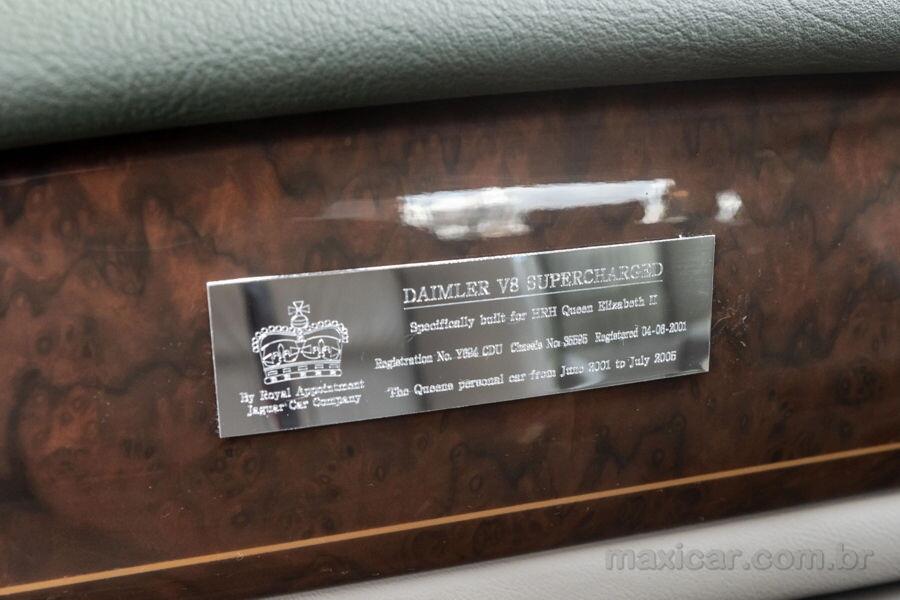 DAIMLER V8 SUPERCHARGED
Specifically built for HRH Queen Elizabeth II
Registration No. Y694 CDU Chassis No: Registered 04-06-2001
The Queens personal car from June 2001 to July 2005
By Royal Appointment
Jaguar Car Company
maxicar.com.br